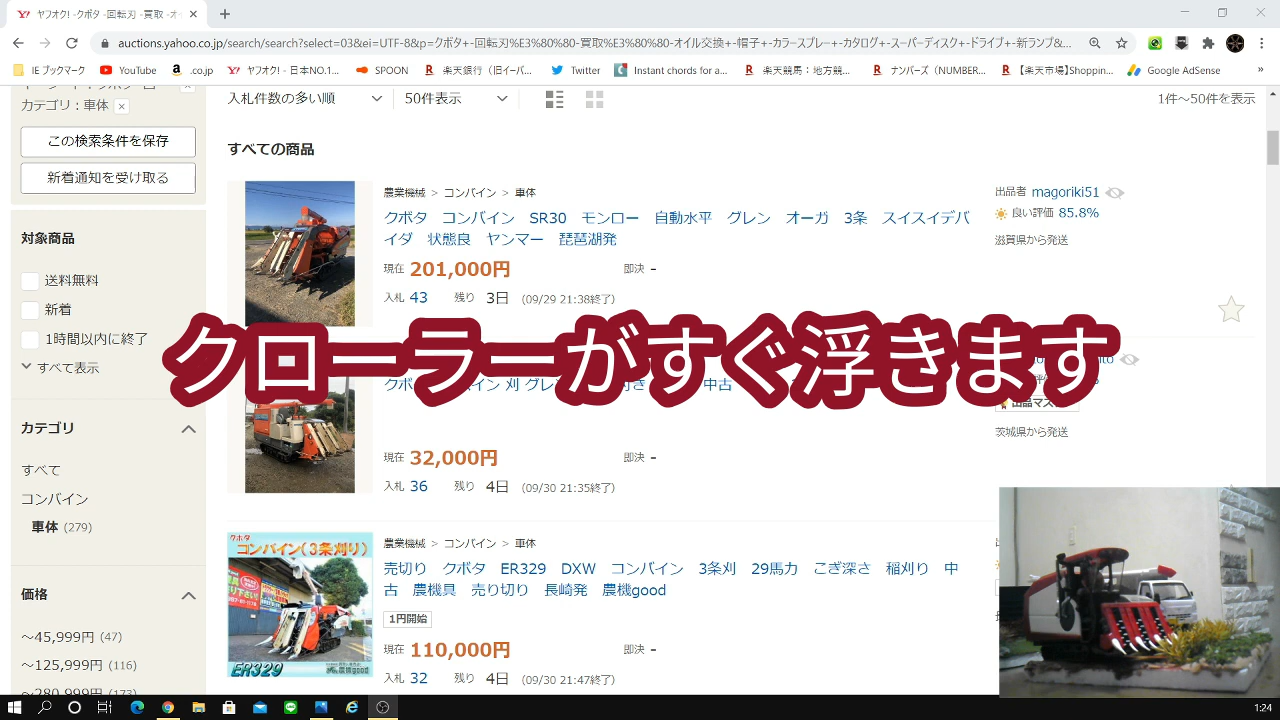 ヤフオク! -クボタ -回転刃 -買取 -オイ
auctions.yahoo.co.jp/search/search?select=03&ei=UTF-8&p=クボタ+-回転刃%E3%80%80-買取%E3%80%80-オイル交換+-帽子+-カラースプレー+-カタログ+-スーパーディスク+-ドライブ+-新ランプ&...
IE ブックマーク
YouTube
.co.jp
ヤフオク! - 日本NO.1...
SPOON
楽天銀行（旧イーバ...
Twitter
Instant chords for a...
楽天競馬：地方競...
ナンバーズ（NUMBER...
【楽天市場】Shoppin...
Google AdSense
»
カテゴリ：車体 ×
この検索条件を保存
新着通知を受け取る
対象商品
送料無料
新着
1時間以内に終了
すべて表示
カテゴリ
すべて
コンバイン
車体 (279)
価格
～45,999円 (47)
～125,999円 (116)
～280,999円 (173)
入札件数の多い順
50件表示
1件～50件を表示
すべての商品
農業機械 > コンバイン > 車体
クボタ　コンバイン　SR30　モンロー　自動水平　グレン　オーガ　3条　スイスイデバ
イダ　状態良　ヤンマー　琵琶湖発
現在 201,000円 即決 -
入札 43 残り 3日 (09/29 21:38終了)
出品者 magoriki51
良い評価 85.8%
滋賀県から発送
クローラーがすぐ浮きます
現在 32,000円 即決 -
入札 36 残り 4日 (09/30 21:35終了)
茨城県から発送
クボタ
コンバイン(3条刈り)
ER329
農機good
農業機械 > コンバイン > 車体
売切り　クボタ　ER329　DXW　コンバイン　3条刈　29馬力　こぎ深さ　稲刈り　中
古　農機具　売り切り　長崎発　農機good
1円開始
現在 110,000円 即決 -
入札 32 残り 4日 (09/30 21:47終了)
1:24